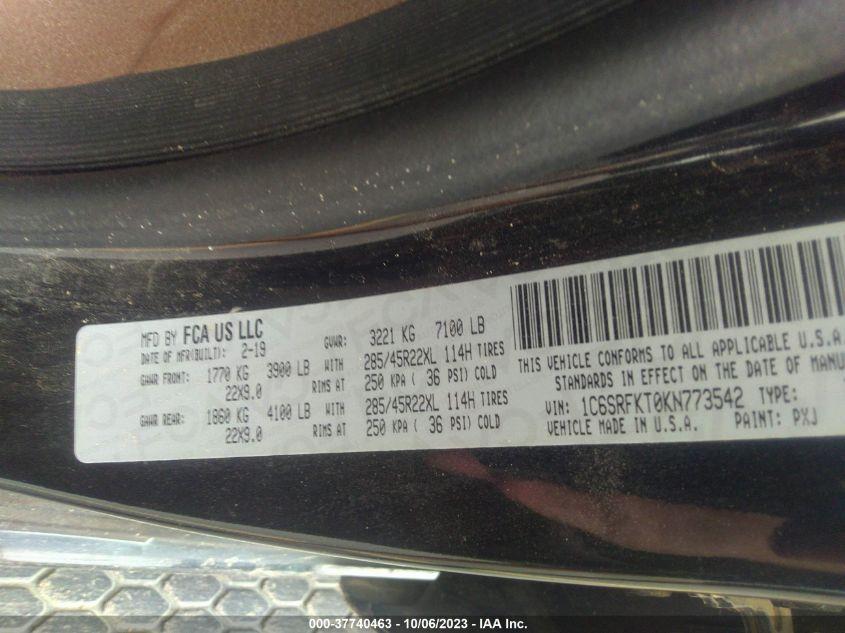 MFD BY FCA US LLC
DATE OF MFR(BUILT): 2-19
GVWR: 3221 KG 7100 LB
GAWR FRONT: 1770 KG 3900 LB WITH 285/45R22XL 114H TIRES
22X9.0 RIMS AT 250 KPA ( 36 PSI) COLD
GAWR REAR: 1860 KG 4100 LB WITH 285/45R22XL 114H TIRES
22X9.0 RIMS AT 250 KPA ( 36 PSI) COLD
THIS VEHICLE CONFORMS TO ALL APPLICABLE U.S.A.
STANDARDS IN EFFECT ON THE DATE OF MANU
VIN: 1C6SRFKT0KN773542 TYPE:
VEHICLE MADE IN U.S.A. PAINT: PXJ
000-37740463 - 10/06/2023 - IAA Inc.